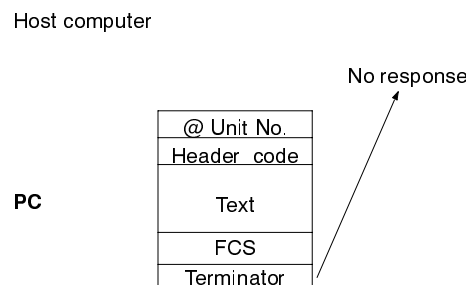 Host computer
No response
@ Unit No.
Header code
PC
Text
FCS
Terminator